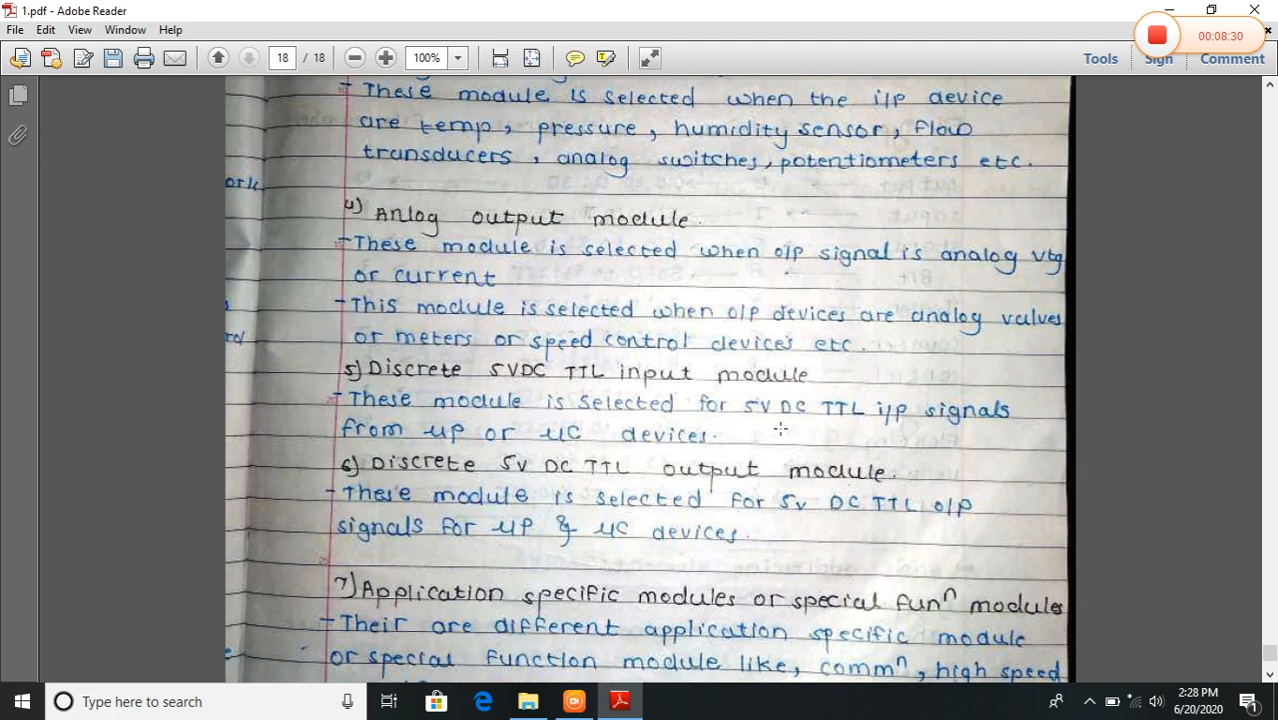 1.pdf - Adobe Reader
File Edit View Window Help
00:08:30
18 / 18 100% Tools Sign Comment
- These module is selected when the i/p device
are temp, pressure, humidity sensor, flow
transducers, analog switches, potentiometers etc.
4) Anlog output module.
- These module is selected when o/p signal is analog vtg
or current
- This module is selected when o/p devices are analog valves
or meters or speed control devices etc.
5) Discrete 5VDC TTL input module
- These module is selected for 5V DC TTL i/p signals
from up or uc devices.
6) Discrete 5v DC TTL output module.
- These module is selected for 5v DC TTL o/p
signals for up & uc devices.
7) Application specific modules or special funⁿ modules
- Their are different application specific module
or special function module like, commⁿ, high speed
Type here to search
2:28 PM
6/20/2020
1